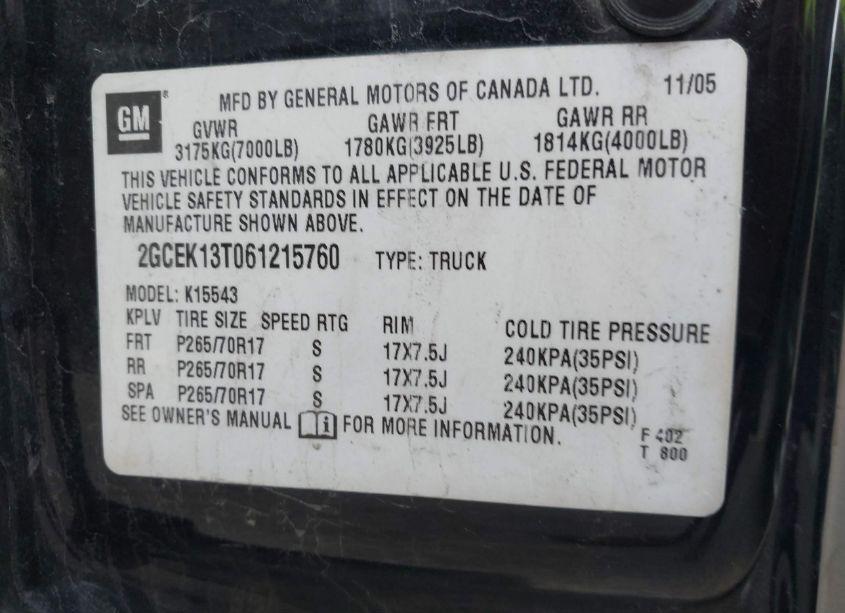 GM® MFD BY GENERAL MOTORS OF CANADA LTD. 11/05
GVWR GAWR FRT GAWR RR
3175KG(7000LB) 1780KG(3925LB) 1814KG(4000LB)
THIS VEHICLE CONFORMS TO ALL APPLICABLE U.S. FEDERAL MOTOR
VEHICLE SAFETY STANDARDS IN EFFECT ON THE DATE OF
MANUFACTURE SHOWN ABOVE.
2GCEK13T061215760 TYPE: TRUCK
MODEL: K15543
KPLV TIRE SIZE SPEED RTG RIM COLD TIRE PRESSURE
FRT P265/70R17 S 17X7.5J 240KPA(35PSI)
RR P265/70R17 S 17X7.5J 240KPA(35PSI)
SPA P265/70R17 S 17X7.5J 240KPA(35PSI)
SEE OWNER'S MANUAL i FOR MORE INFORMATION.
F 402
T 800